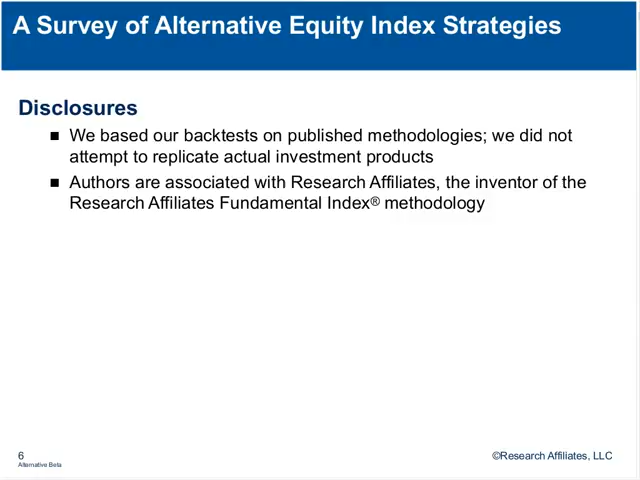 A Survey of Alternative Equity Index Strategies
Disclosures
■ We based our backtests on published methodologies; we did not
attempt to replicate actual investment products
■ Authors are associated with Research Affiliates, the inventor of the
Research Affiliates Fundamental Index® methodology
6
Alternative Beta
©Research Affiliates, LLC